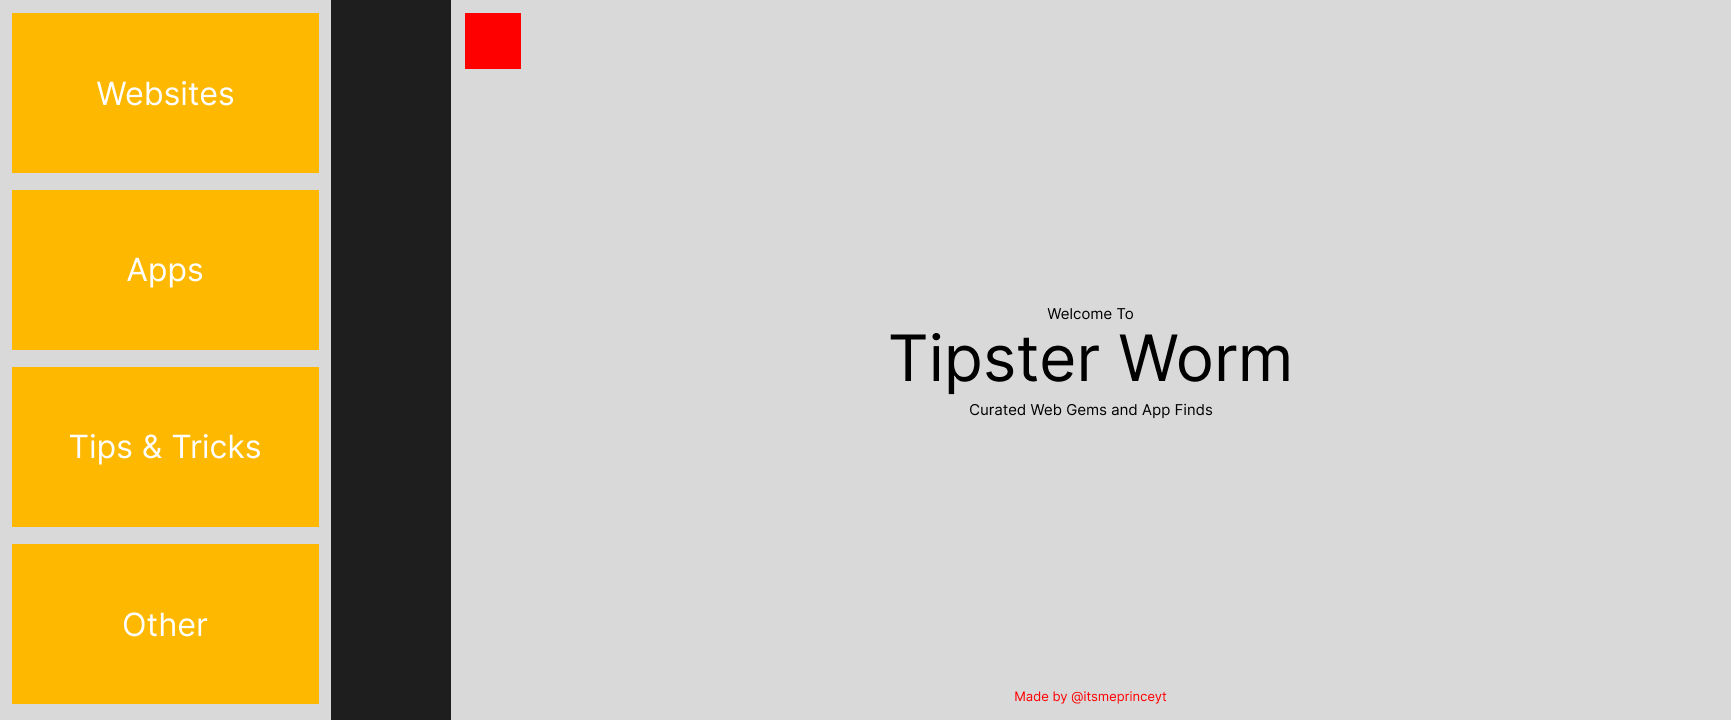 Websites
Apps
Tips & Tricks
Other
Welcome To
Tipster Worm
Curated Web Gems and App Finds
Made by @itsmeprinceyt